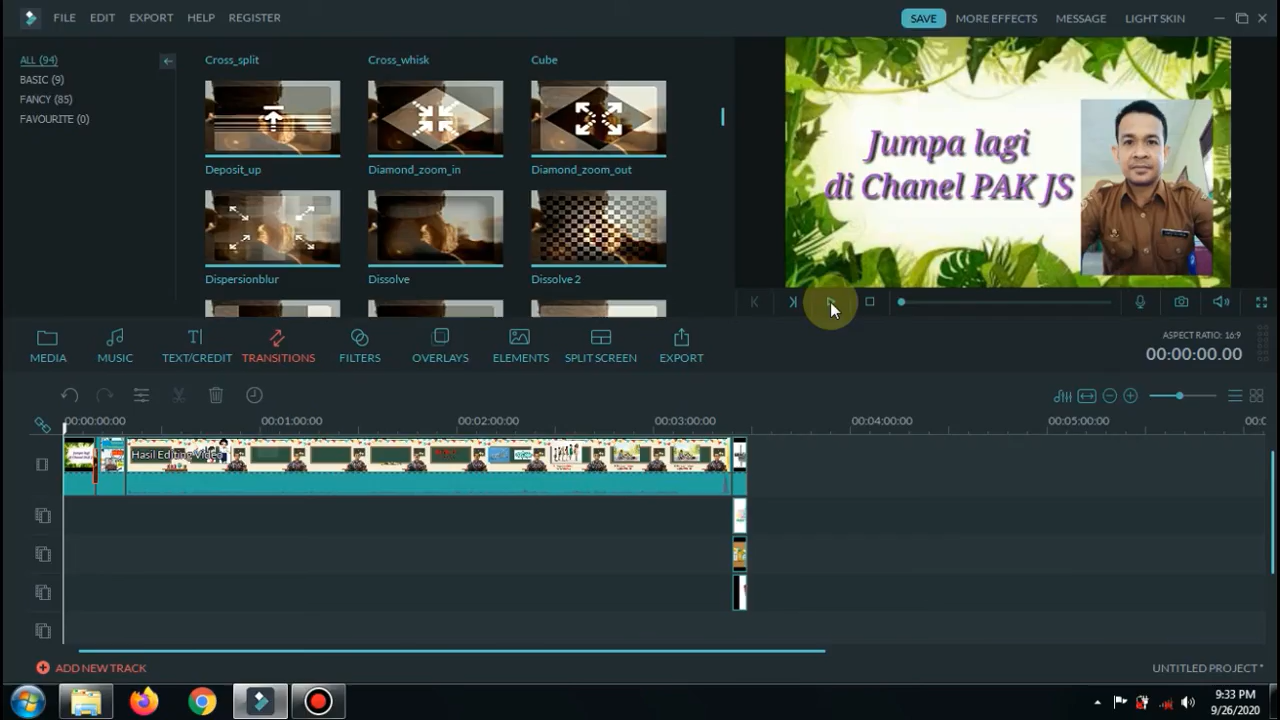 FILE EDIT EXPORT HELP REGISTER SAVE MORE EFFECTS MESSAGE LIGHT SKIN
ALL (94)
BASIC (9)
FANCY (85)
FAVOURITE (0)
Cross_split Cross_whisk Cube
Deposit_up Diamond_zoom_in Diamond_zoom_out
Dispersionblur Dissolve Dissolve 2
Jumpa lagi
di Chanel PAK JS
MEDIA MUSIC TEXT/CREDIT TRANSITIONS FILTERS OVERLAYS ELEMENTS SPLIT SCREEN EXPORT
ASPECT RATIO: 16:9
00:00:00.00
00:00:00:00 00:01:00:00 00:02:00:00 00:03:00:00 00:04:00:00 00:05:00:00
Hasil Editing Video
ADD NEW TRACK
UNTITLED PROJECT *
9:33 PM
9/26/2020